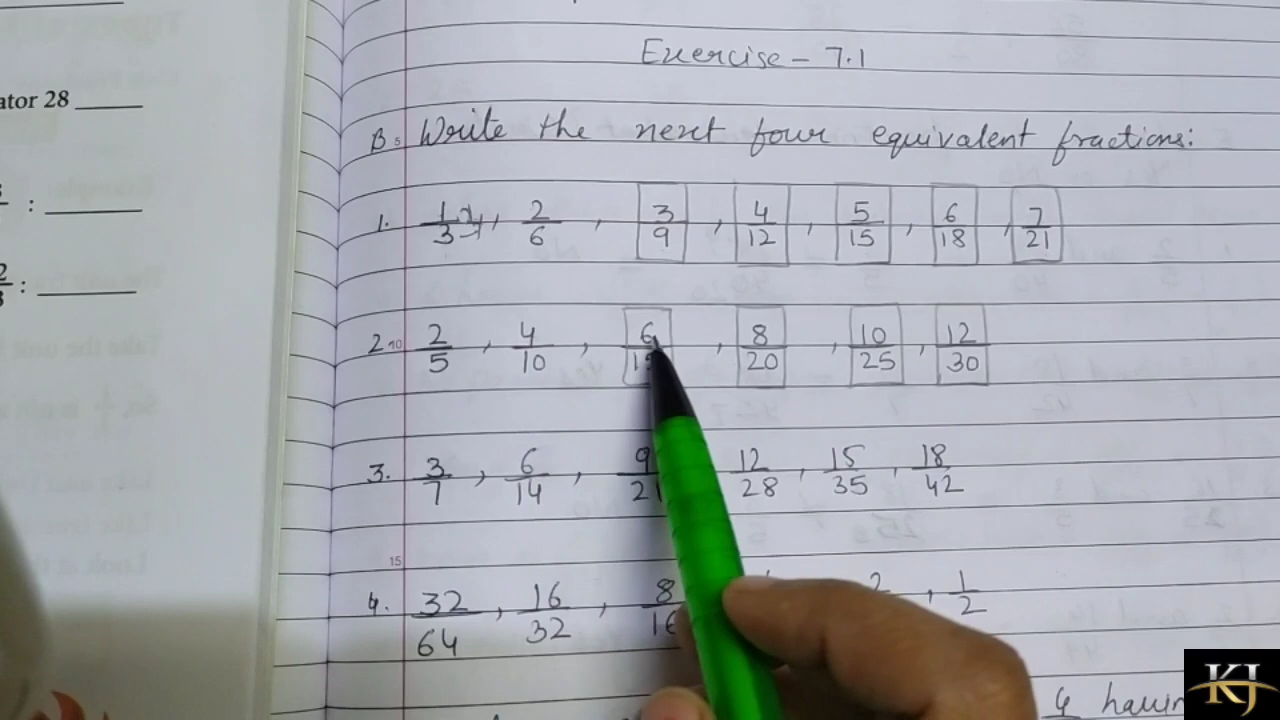 ator 28
Exercise - 7.1
B. Write the next four equivalent fractions:
1. 1/3, 2/6, 3/9, 4/12, 5/15, 6/18, 7/21
2. 2/5, 4/10, 6/15, 8/20, 10/25, 12/30
3. 3/7, 6/14, 9/21, 12/28, 15/35, 18/42
15
4. 32/64, 16/32, 8/16, 1/2
4 havin
KJ